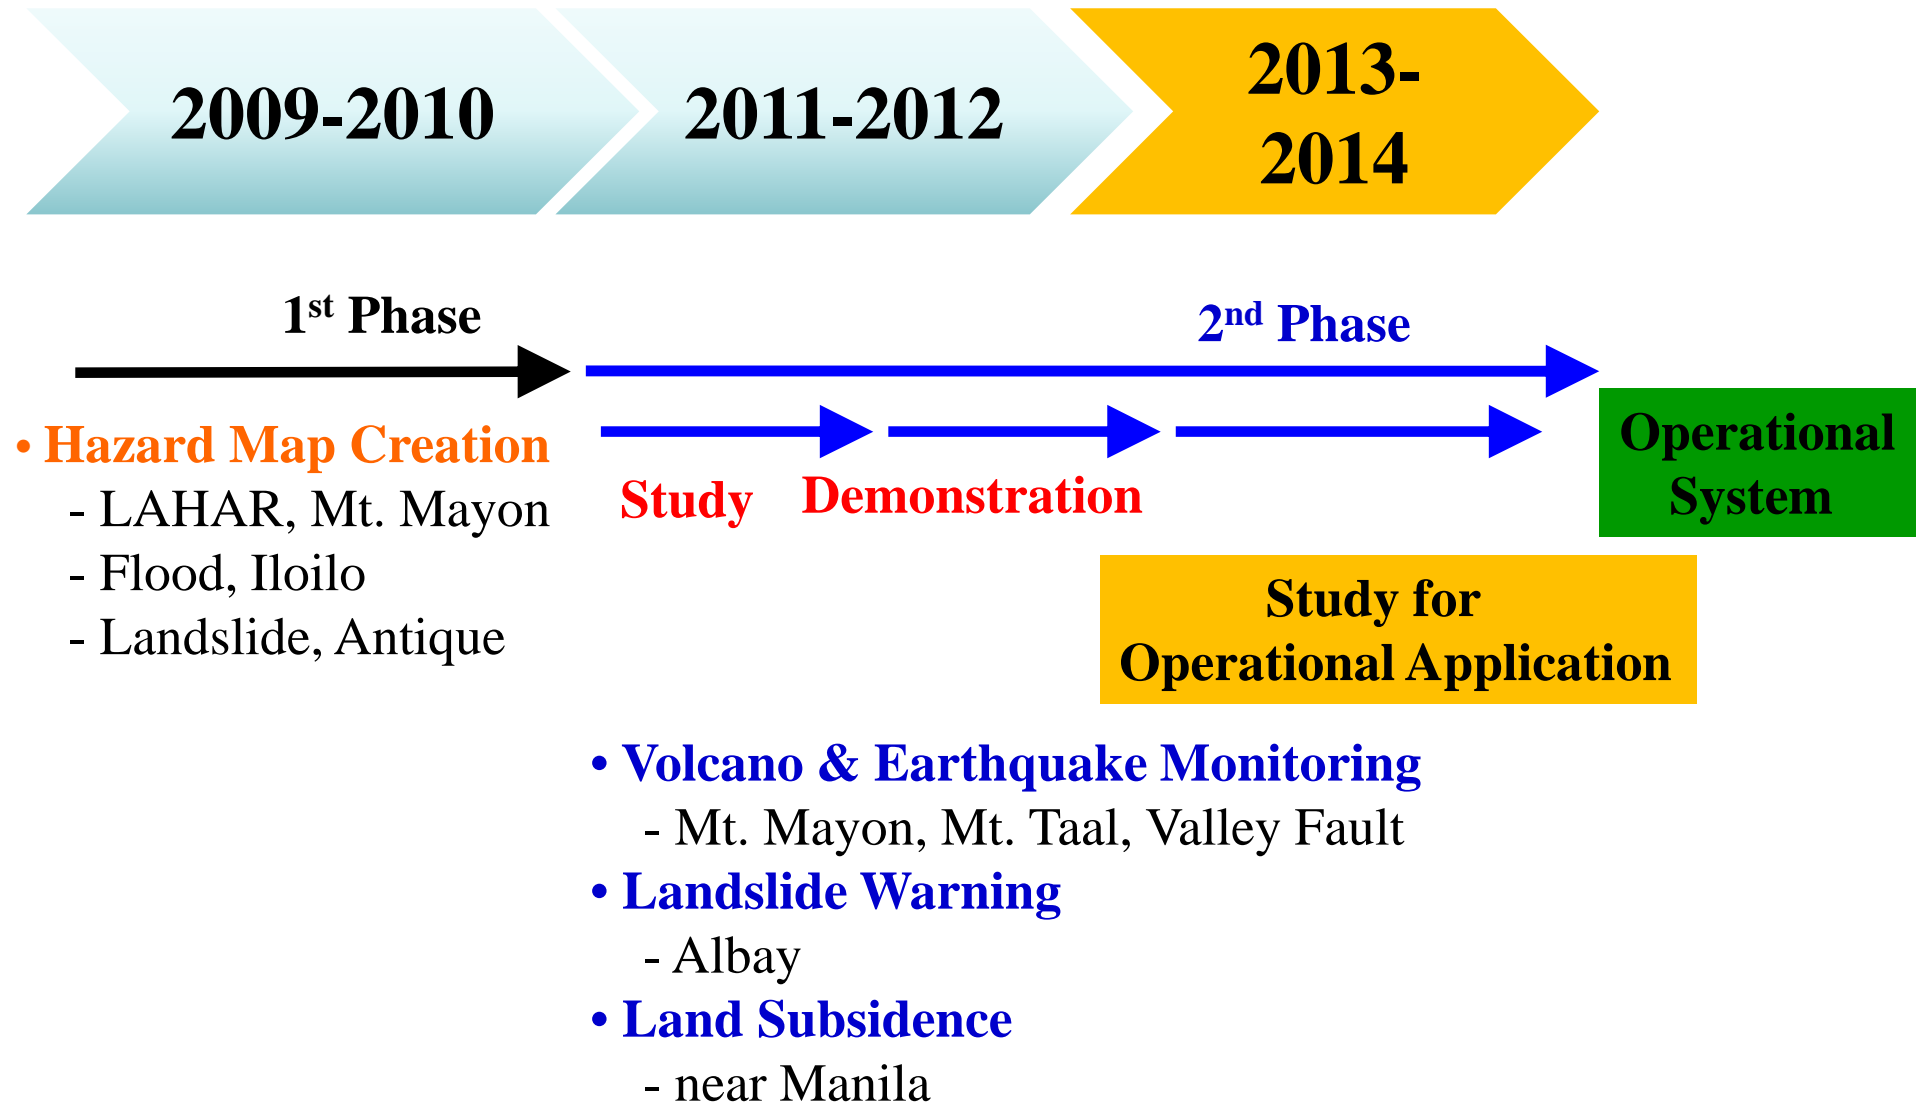 2009-2010
2011-2012
2013-
2014
1st Phase
2nd Phase
• Hazard Map Creation
- LAHAR, Mt. Mayon
- Flood, Iloilo
- Landslide, Antique
Study
Demonstration
Operational
System
Study for
Operational Application
• Volcano & Earthquake Monitoring
- Mt. Mayon, Mt. Taal, Valley Fault
• Landslide Warning
- Albay
• Land Subsidence
- near Manila